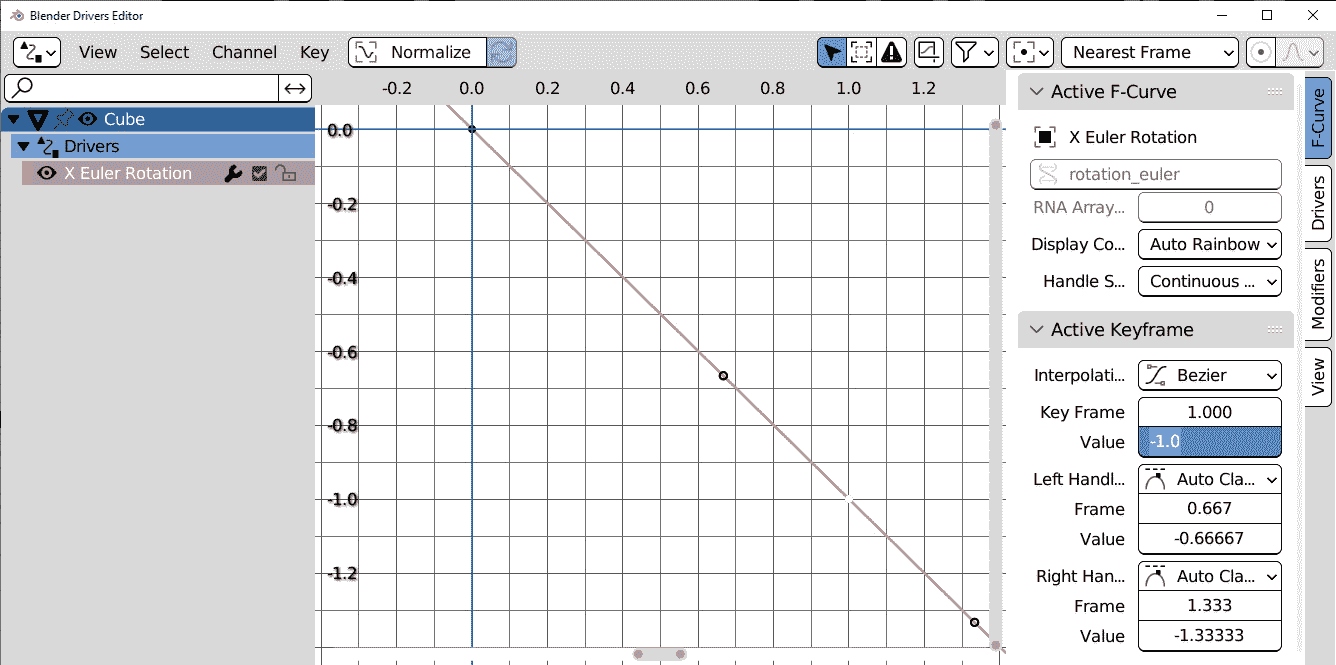 Blender Drivers Editor
View Select Channel Key Normalize Nearest Frame
-0.2 0.0 0.2 0.4 0.6 0.8 1.0 1.2
Active F-Curve
Cube
0.0
X Euler Rotation
Drivers
X Euler Rotation
rotation_euler
-0.2
RNA Array... 0
Display Co... Auto Rainbow
-0.4
Handle S... Continuous ...
Active Keyframe
-0.6
Interpolati... Bezier
Key Frame 1.000
-0.8
Value -1.0
Left Handl... Auto Cla...
-1.0
Frame 0.667
Value -0.66667
-1.2
Right Han... Auto Cla...
Frame 1.333
Value -1.33333
F-Curve
Drivers
Modifiers
View